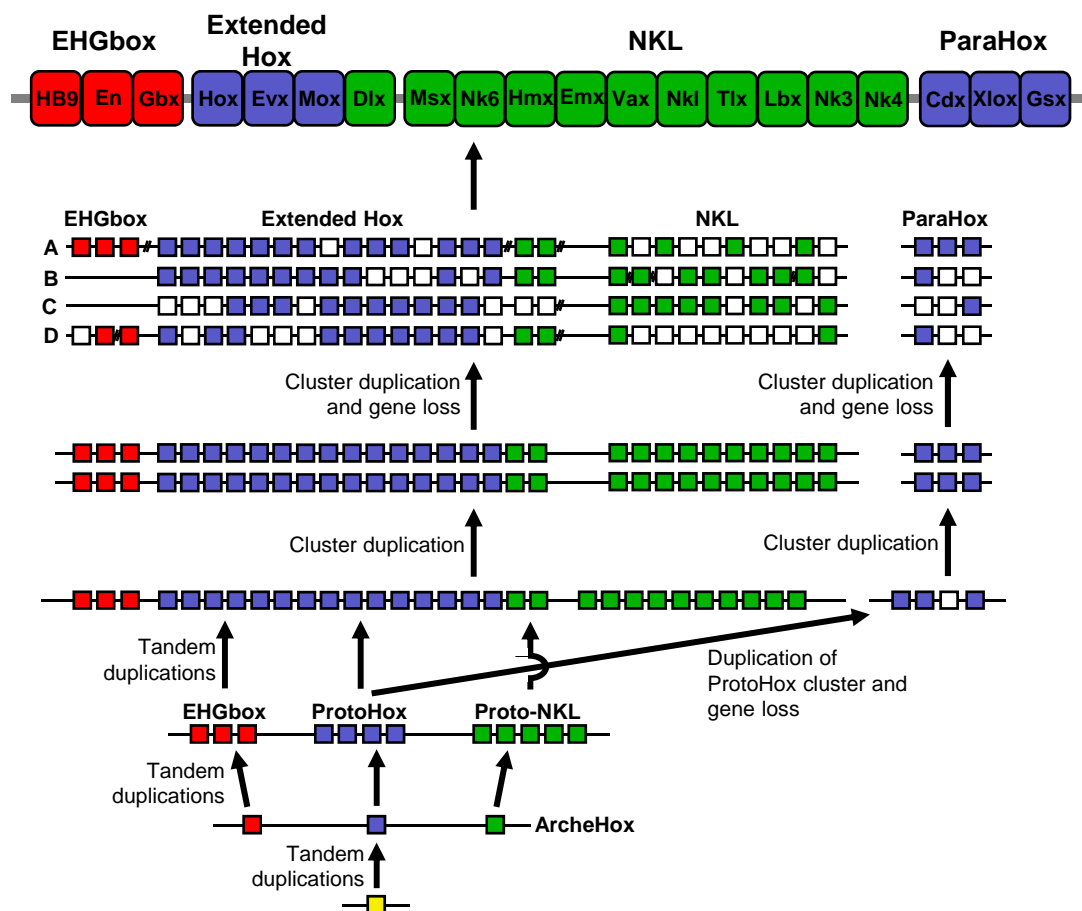 EHGbox
Extended
Hox
NKL
ParaHox
HB9 En Gbx Hox Evx Mox Dlx Msx Nk6 Hmx Emx Vax Nkl Tlx Lbx Nk3 Nk4 Cdx Xlox Gsx
EHGbox Extended Hox NKL ParaHox
A
B
C
D
Cluster duplication
and gene loss
Cluster duplication
and gene loss
Cluster duplication
Cluster duplication
Tandem
duplications
Duplication of
ProtoHox cluster and
gene loss
EHGbox ProtoHox Proto-NKL
Tandem
duplications
ArcheHox
Tandem
duplications